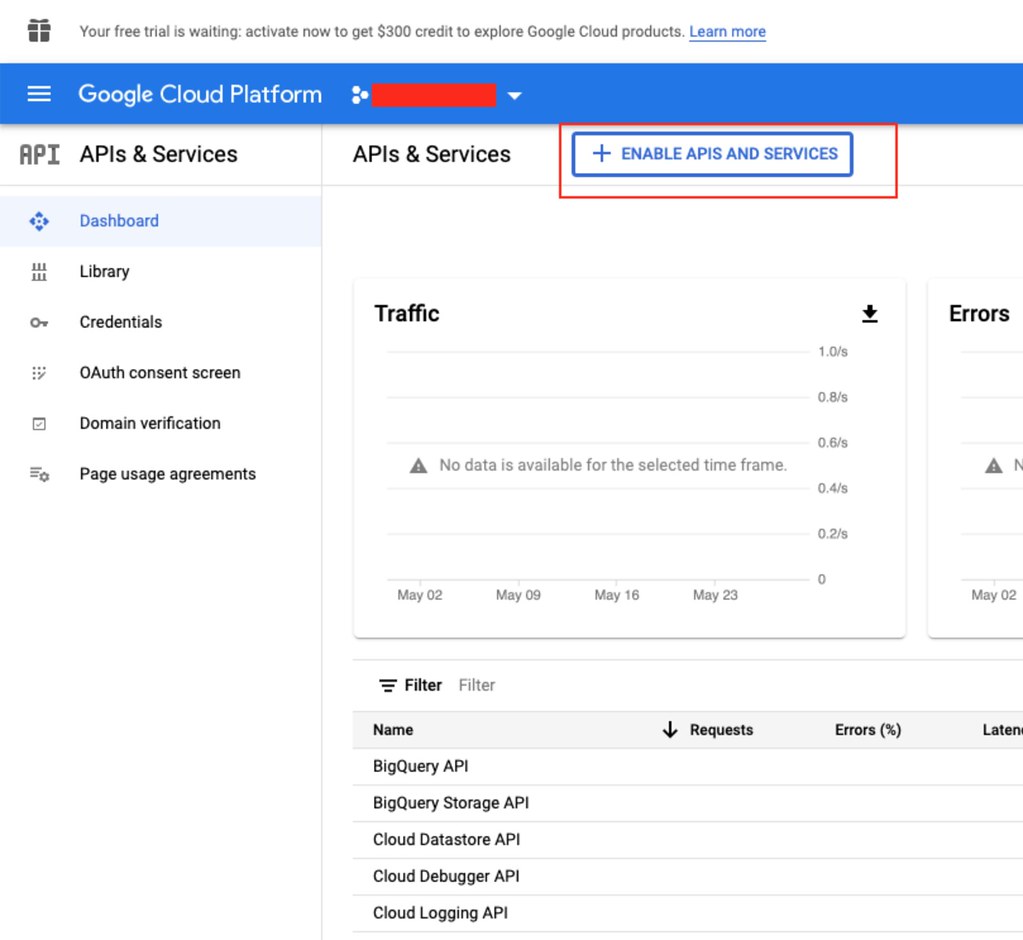 Your free trial is waiting: activate now to get $300 credit to explore Google Cloud products. Learn more
Google Cloud Platform
API APIs & Services
APIs & Services
+ ENABLE APIS AND SERVICES
Dashboard
Library
Credentials
OAuth consent screen
Domain verification
Page usage agreements
Traffic
1.0/s
0.8/s
0.6/s
No data is available for the selected time frame.
0.4/s
0.2/s
0
May 02 May 09 May 16 May 23
Errors
N
May 02
Filter Filter
Name Requests Errors (%) Laten
BigQuery API
BigQuery Storage API
Cloud Datastore API
Cloud Debugger API
Cloud Logging API